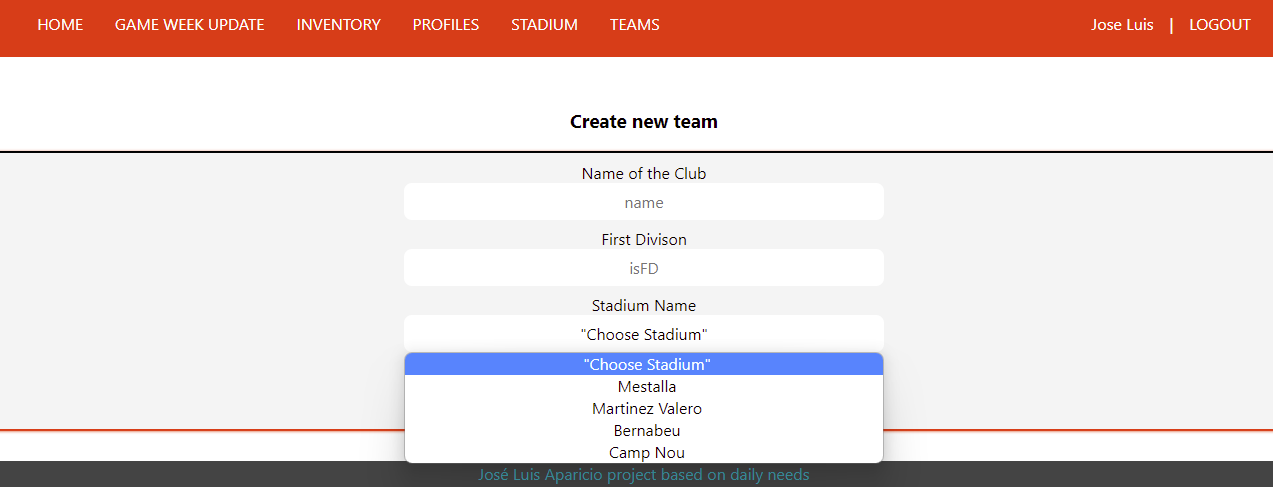 HOME GAME WEEK UPDATE INVENTORY PROFILES STADIUM TEAMS Jose Luis | LOGOUT
Create new team
Name of the Club
name
First Divison
isFD
Stadium Name
"Choose Stadium"
"Choose Stadium"
Mestalla
Martinez Valero
Bernabeu
Camp Nou
José Luis Aparicio project based on daily needs